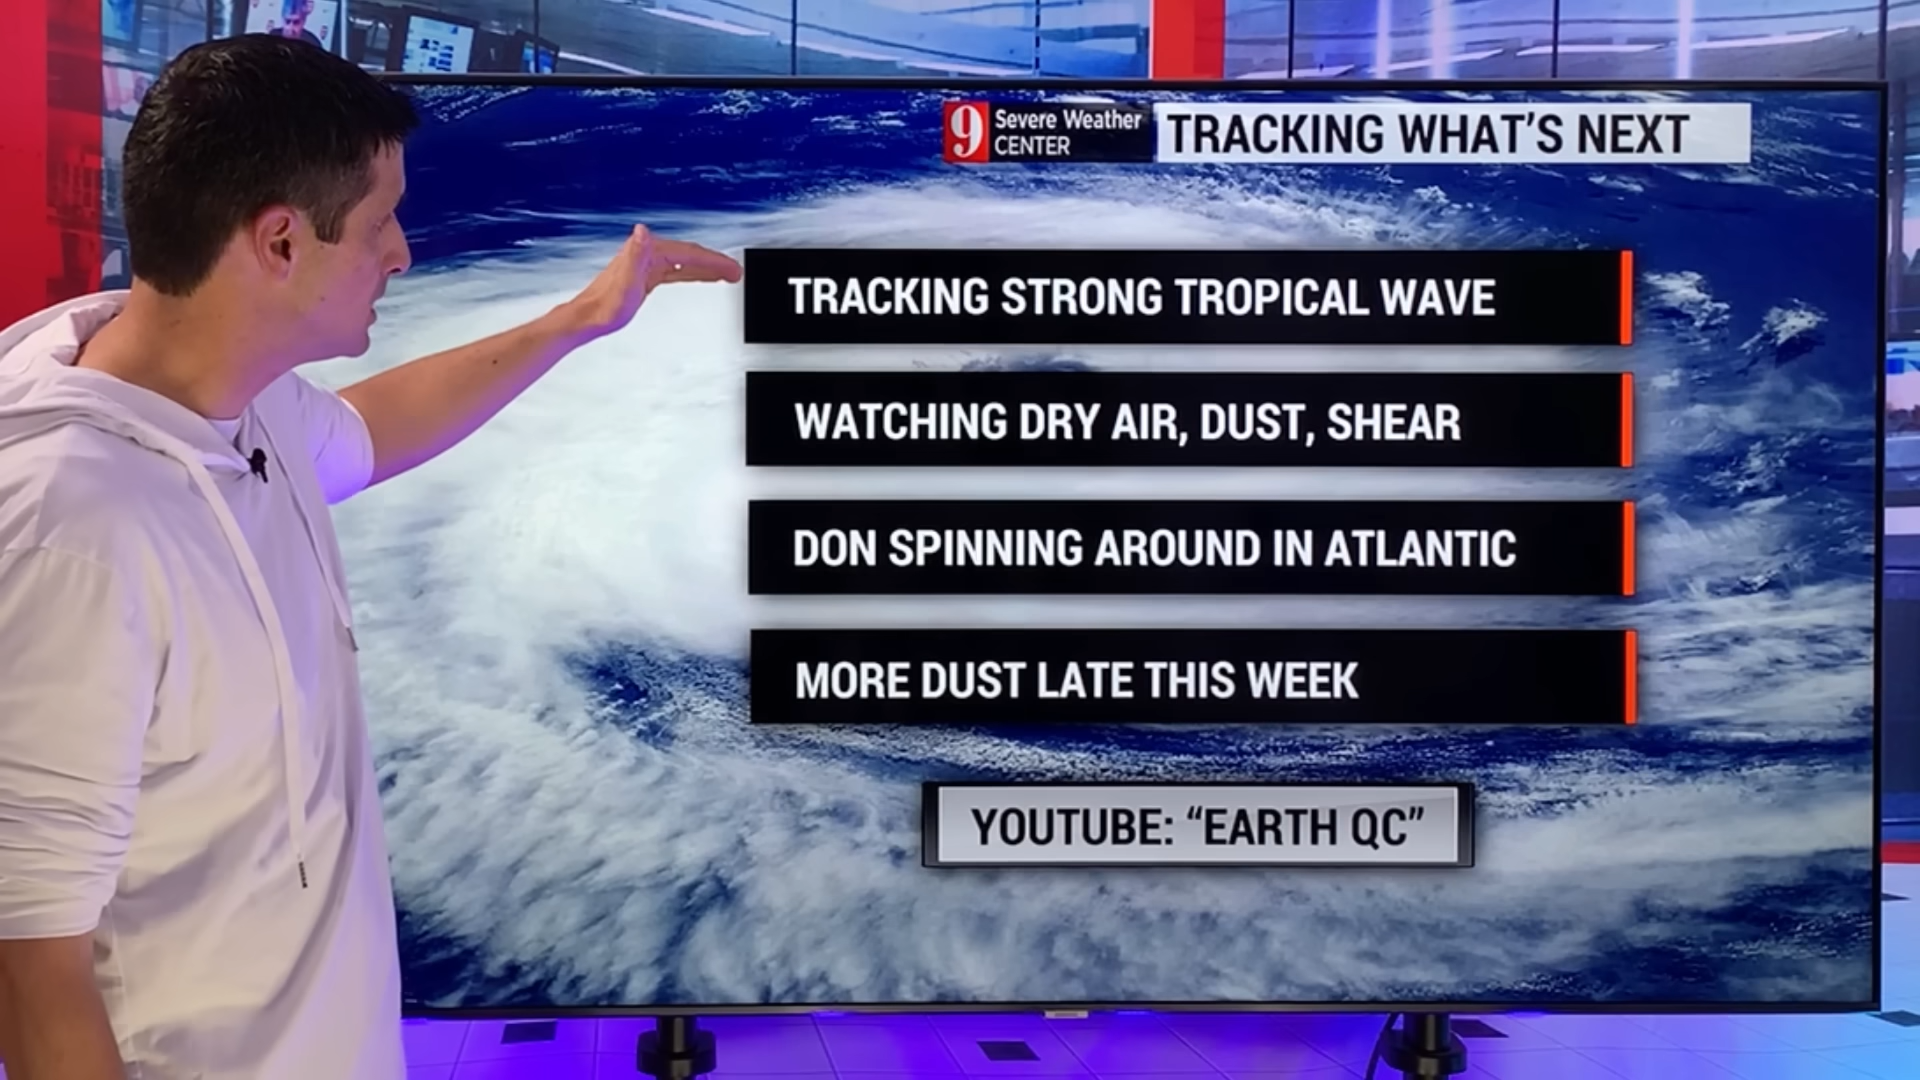 9 Severe Weather
CENTER
TRACKING WHAT'S NEXT
TRACKING STRONG TROPICAL WAVE
WATCHING DRY AIR, DUST, SHEAR
DON SPINNING AROUND IN ATLANTIC
MORE DUST LATE THIS WEEK
YOUTUBE: “EARTH QC”